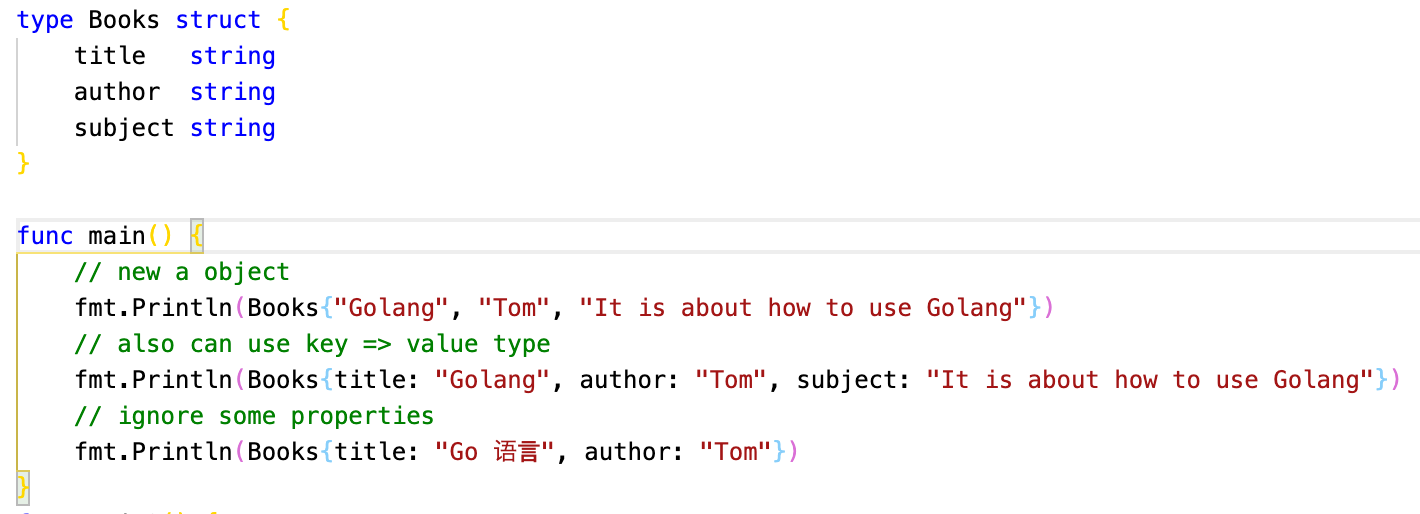 type Books struct {
    title   string
    author  string
    subject string
}
func main() {
    // new a object
    fmt.Println(Books{"Golang", "Tom", "It is about how to use Golang"})
    // also can use key => value type
    fmt.Println(Books{title: "Golang", author: "Tom", subject: "It is about how to use Golang"})
    // ignore some properties
    fmt.Println(Books{title: "Go 语言", author: "Tom"})
}